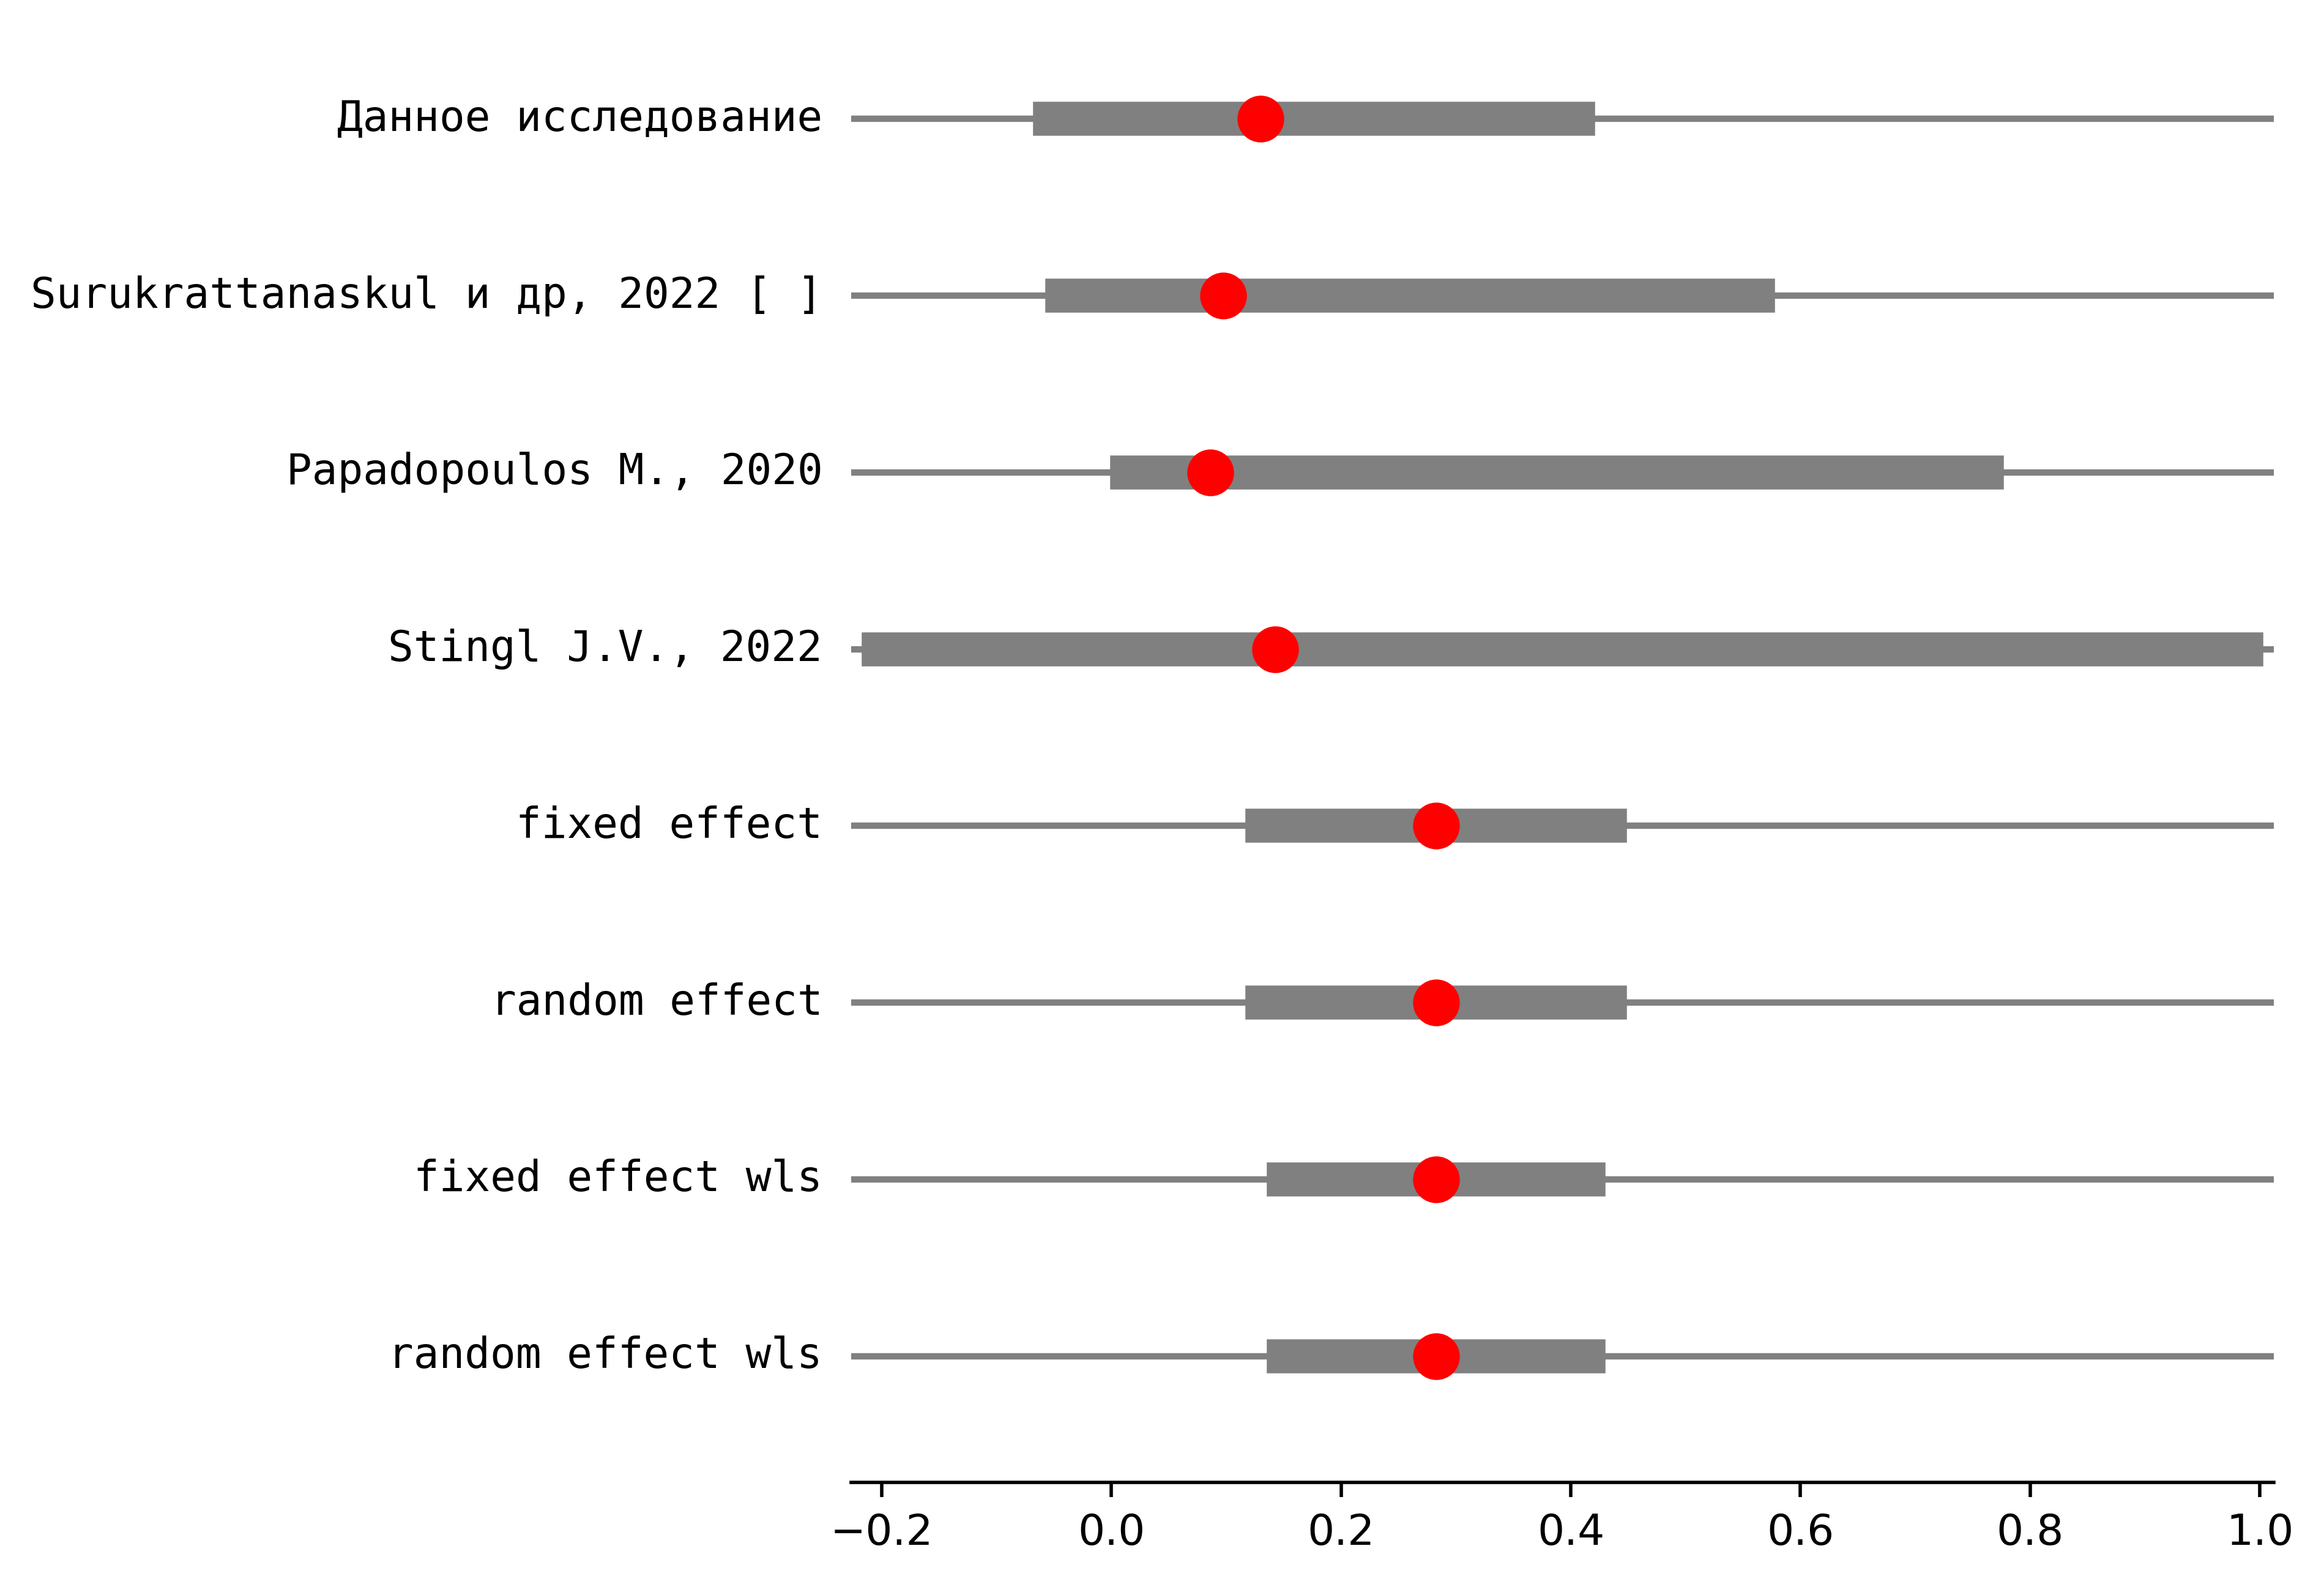 Данное исследование
Surukrattanaskul и др, 2022 [ ]
Papadopoulos M., 2020
Stingl J.V., 2022
fixed effect
random effect
fixed effect wls
random effect wls
−0.2 0.0 0.2 0.4 0.6 0.8 1.0